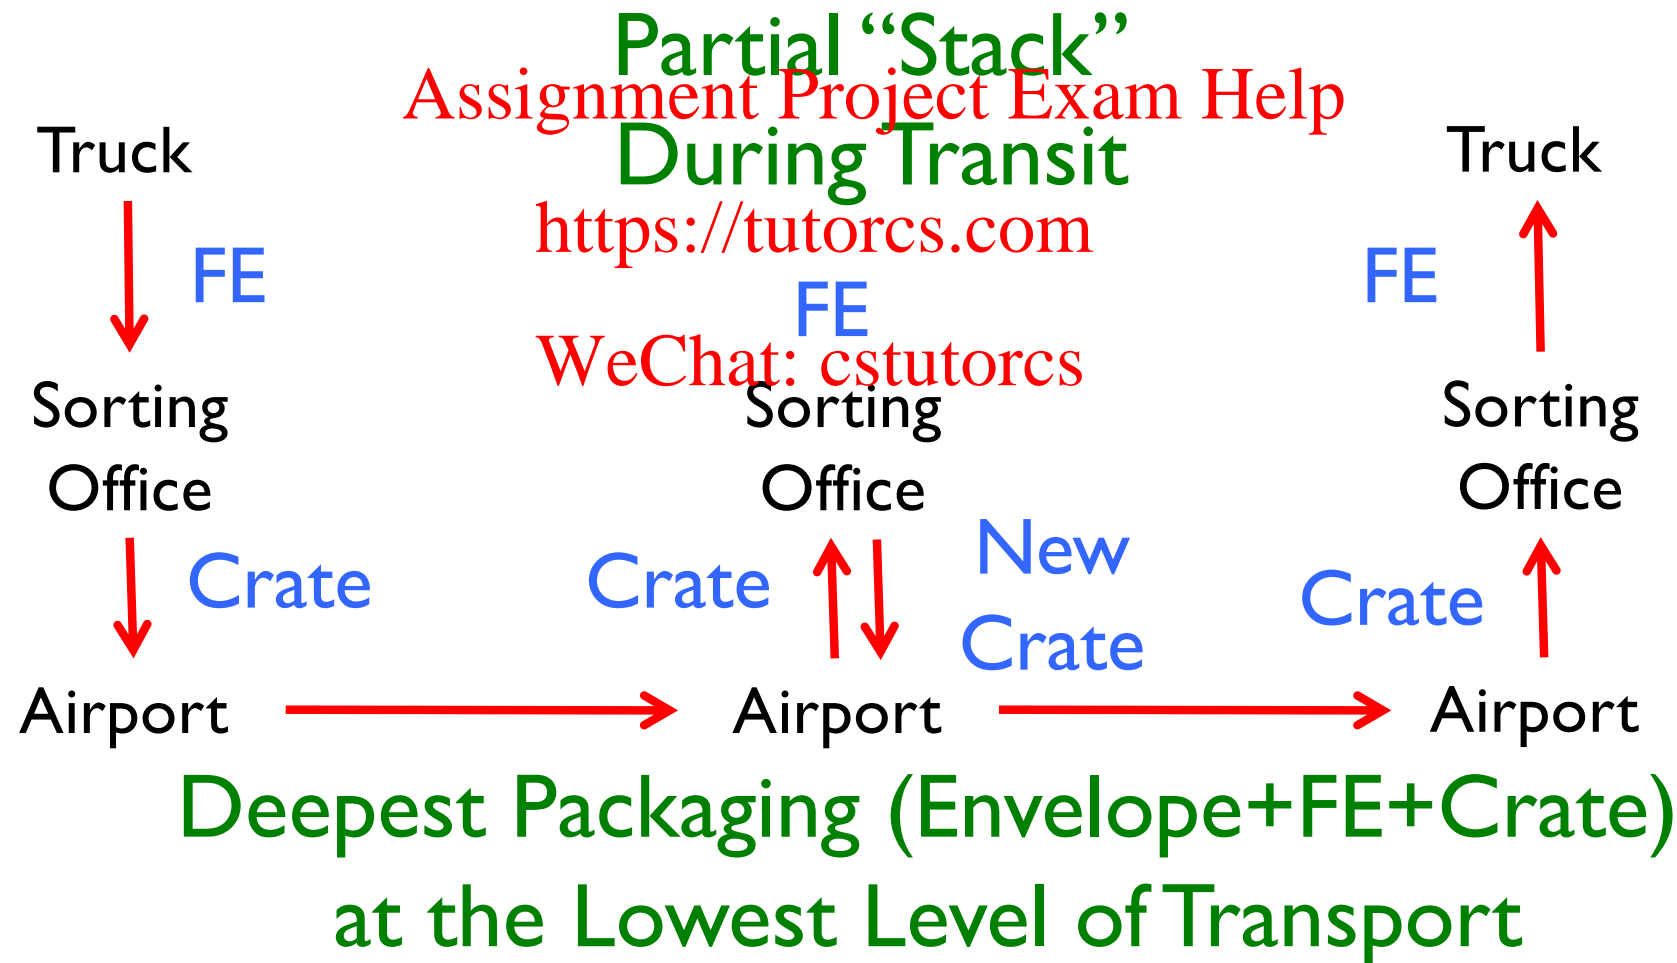 Partial “Stack”
Assignment Project Exam Help
Truck
During Transit
Truck
https://tutorcs.com
FE
FE
FE
WeChat: cstutorcs
Sorting
Office
Sorting
Office
Sorting
Office
Crate
Crate
New
Crate
Crate
Airport
Airport
Airport
Deepest Packaging (Envelope+FE+Crate)
at the Lowest Level of Transport